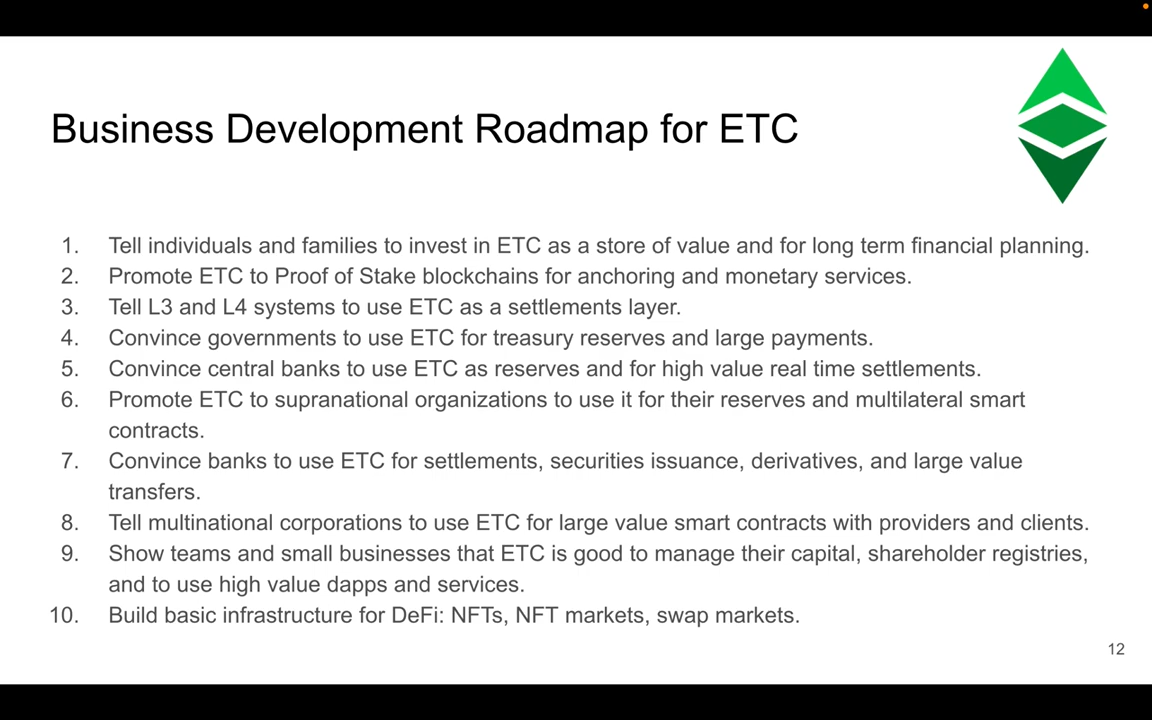 Business Development Roadmap for ETC
1. Tell individuals and families to invest in ETC as a store of value and for long term financial planning.
2. Promote ETC to Proof of Stake blockchains for anchoring and monetary services.
3. Tell L3 and L4 systems to use ETC as a settlements layer.
4. Convince governments to use ETC for treasury reserves and large payments.
5. Convince central banks to use ETC as reserves and for high value real time settlements.
6. Promote ETC to supranational organizations to use it for their reserves and multilateral smart
contracts.
7. Convince banks to use ETC for settlements, securities issuance, derivatives, and large value
transfers.
8. Tell multinational corporations to use ETC for large value smart contracts with providers and clients.
9. Show teams and small businesses that ETC is good to manage their capital, shareholder registries,
and to use high value dapps and services.
10. Build basic infrastructure for DeFi: NFTs, NFT markets, swap markets.
12